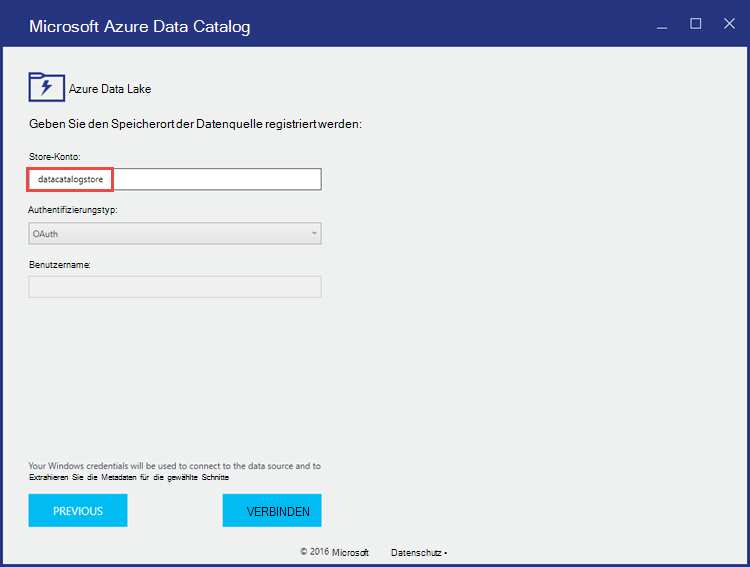 Microsoft Azure Data Catalog
Azure Data Lake
Geben Sie den Speicherort der Datenquelle registriert werden:
Store-Konto:
datacatalogstore
Authentifizierungstyp:
OAuth
Benutzername:
Your Windows credentials will be used to connect to the data source and to
Extrahieren Sie die Metadaten für die gewählte Schnitte
PREVIOUS VERBINDEN
© 2016 Microsoft Datenschutz •